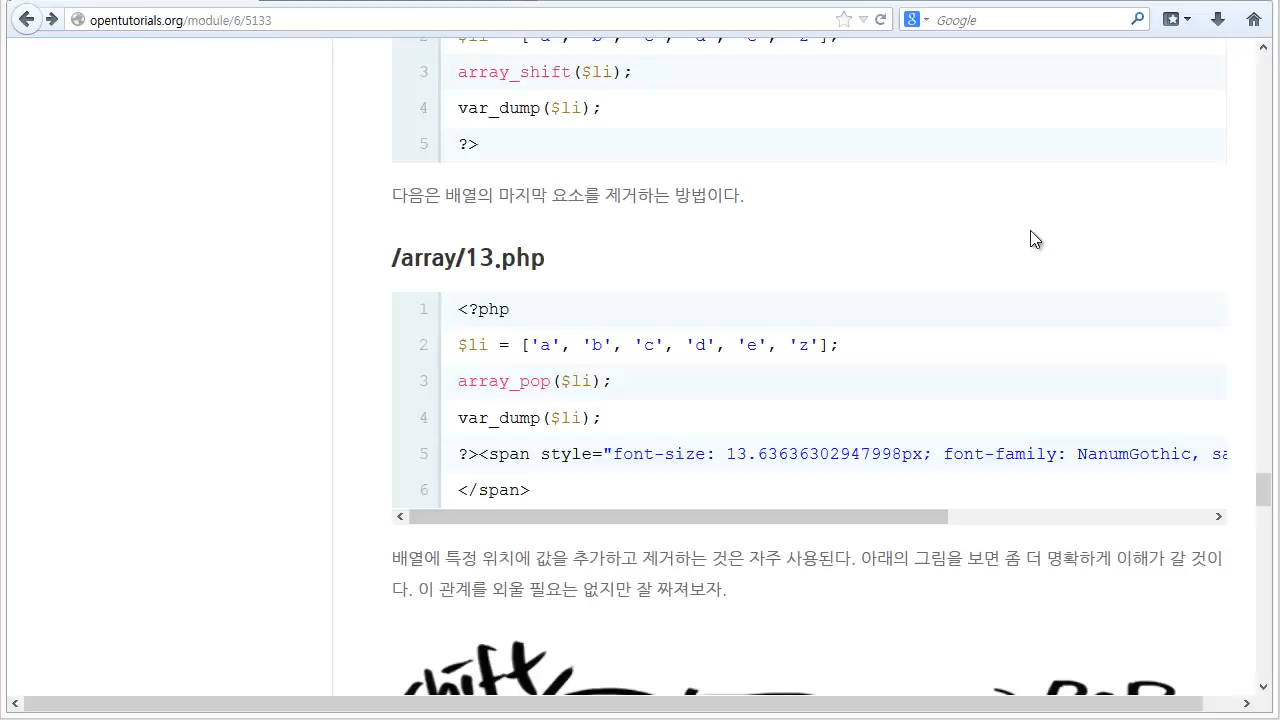 opentutorials.org/module/6/5133
Google
3 array_shift($li);
4 var_dump($li);
5 ?>
다음은 배열의 마지막 요소를 제거하는 방법이다.
/array/13.php
1 <?php
2 $li = ['a', 'b', 'c', 'd', 'e', 'z'];
3 array_pop($li);
4 var_dump($li);
5 ?><span style="font-size: 13.63636302947998px; font-family: NanumGothic, sa
6 </span>
배열에 특정 위치에 값을 추가하고 제거하는 것은 자주 사용된다. 아래의 그림을 보면 좀 더 명확하게 이해가 갈 것이
다. 이 관계를 외울 필요는 없지만 잘 짜져보자.
shift